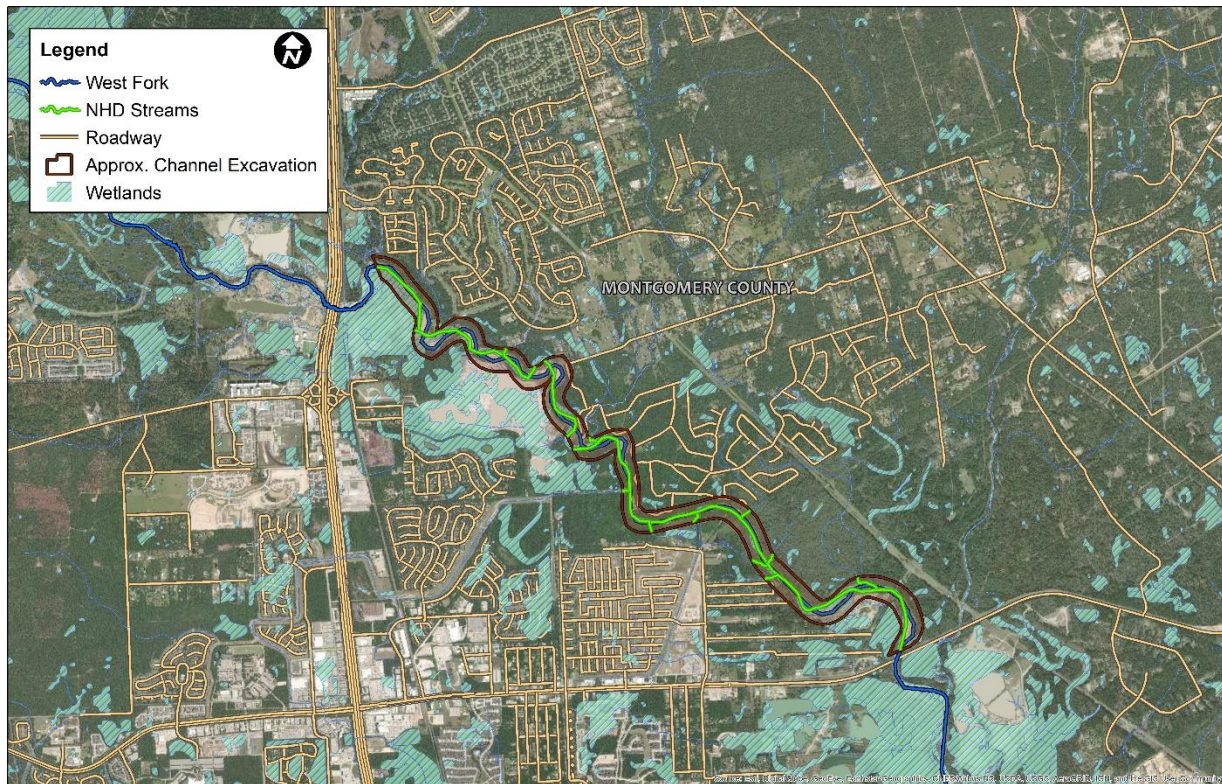 Legend
N
West Fork
NHD Streams
Roadway
Approx. Channel Excavation
Wetlands
MONTGOMERY COUNTY